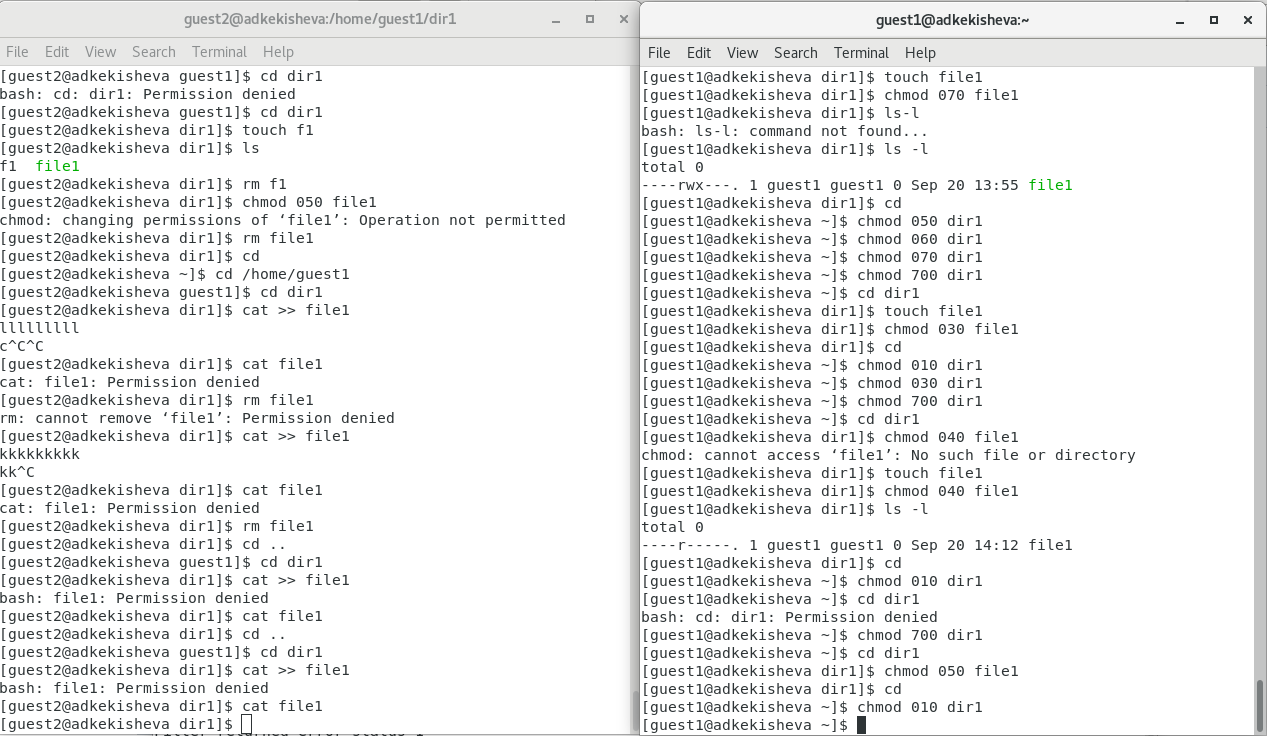 guest2@adkekisheva:/home/guest1/dir1
File Edit View Search Terminal Help
[guest2@adkekisheva guest1]$ cd dir1
bash: cd: dir1: Permission denied
[guest2@adkekisheva guest1]$ cd dir1
[guest2@adkekisheva dir1]$ touch f1
[guest2@adkekisheva dir1]$ ls
f1  file1
[guest2@adkekisheva dir1]$ rm f1
[guest2@adkekisheva dir1]$ chmod 050 file1
chmod: changing permissions of ‘file1’: Operation not permitted
[guest2@adkekisheva dir1]$ rm file1
[guest2@adkekisheva dir1]$ cd
[guest2@adkekisheva ~]$ cd /home/guest1
[guest2@adkekisheva guest1]$ cd dir1
[guest2@adkekisheva dir1]$ cat >> file1
lllllllll
c^C^C
[guest2@adkekisheva dir1]$ cat file1
cat: file1: Permission denied
[guest2@adkekisheva dir1]$ rm file1
rm: cannot remove ‘file1’: Permission denied
[guest2@adkekisheva dir1]$ cat >> file1
kkkkkkkkk
kk^C
[guest2@adkekisheva dir1]$ cat file1
cat: file1: Permission denied
[guest2@adkekisheva dir1]$ rm file1
[guest2@adkekisheva dir1]$ cd ..
[guest2@adkekisheva guest1]$ cd dir1
[guest2@adkekisheva dir1]$ cat >> file1
bash: file1: Permission denied
[guest2@adkekisheva dir1]$ cat file1
[guest2@adkekisheva dir1]$ cd ..
[guest2@adkekisheva guest1]$ cd dir1
[guest2@adkekisheva dir1]$ cat >> file1
bash: file1: Permission denied
[guest2@adkekisheva dir1]$ cat file1
[guest2@adkekisheva dir1]$
guest1@adkekisheva:~
File Edit View Search Terminal Help
[guest1@adkekisheva dir1]$ touch file1
[guest1@adkekisheva dir1]$ chmod 070 file1
[guest1@adkekisheva dir1]$ ls-l
bash: ls-l: command not found...
[guest1@adkekisheva dir1]$ ls -l
total 0
----rwx---. 1 guest1 guest1 0 Sep 20 13:55 file1
[guest1@adkekisheva dir1]$ cd
[guest1@adkekisheva ~]$ chmod 050 dir1
[guest1@adkekisheva ~]$ chmod 060 dir1
[guest1@adkekisheva ~]$ chmod 070 dir1
[guest1@adkekisheva ~]$ chmod 700 dir1
[guest1@adkekisheva ~]$ cd dir1
[guest1@adkekisheva dir1]$ touch file1
[guest1@adkekisheva dir1]$ chmod 030 file1
[guest1@adkekisheva dir1]$ cd
[guest1@adkekisheva ~]$ chmod 010 dir1
[guest1@adkekisheva ~]$ chmod 030 dir1
[guest1@adkekisheva ~]$ chmod 700 dir1
[guest1@adkekisheva ~]$ cd dir1
[guest1@adkekisheva dir1]$ chmod 040 file1
chmod: cannot access ‘file1’: No such file or directory
[guest1@adkekisheva dir1]$ touch file1
[guest1@adkekisheva dir1]$ chmod 040 file1
[guest1@adkekisheva dir1]$ ls -l
total 0
----r-----. 1 guest1 guest1 0 Sep 20 14:12 file1
[guest1@adkekisheva dir1]$ cd
[guest1@adkekisheva ~]$ chmod 010 dir1
[guest1@adkekisheva ~]$ cd dir1
bash: cd: dir1: Permission denied
[guest1@adkekisheva ~]$ chmod 700 dir1
[guest1@adkekisheva ~]$ cd dir1
[guest1@adkekisheva dir1]$ chmod 050 file1
[guest1@adkekisheva dir1]$ cd
[guest1@adkekisheva ~]$ chmod 010 dir1
[guest1@adkekisheva ~]$